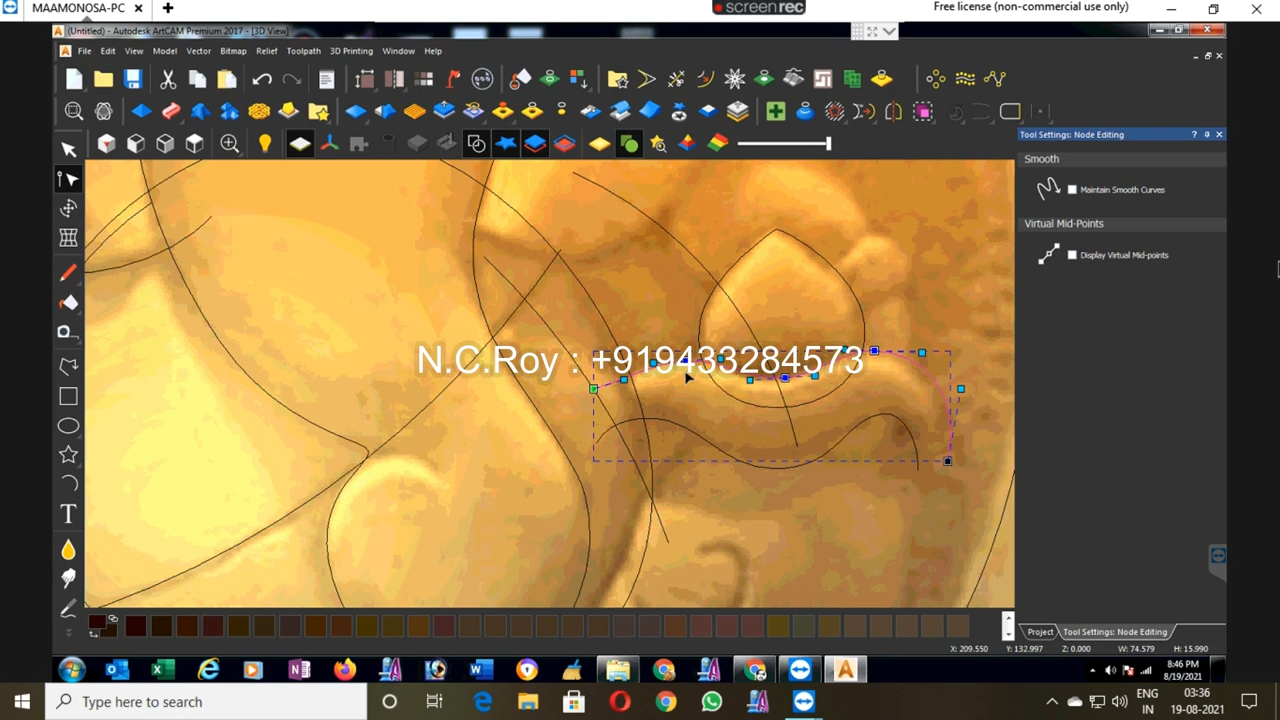 MAAMONOSA-PC
screenrec
Free license (non-commercial use only)
(Untitled) - Autodesk ArtCAM Premium 2017 - [3D View]
File Edit View Model Vector Bitmap Relief Toolpath 3D Printing Window Help
Tool Settings: Node Editing
Smooth
Maintain Smooth Curves
Virtual Mid-Points
Display Virtual Mid-points
N.C.Roy : +919433284573
Project Tool Settings: Node Editing
X: 209.550 Y: 132.997 Z: 0.000 W: 74.579 H: 15.990
8:46 PM
8/19/2021
Type here to search
ENG
IN
03:36
19-08-2021